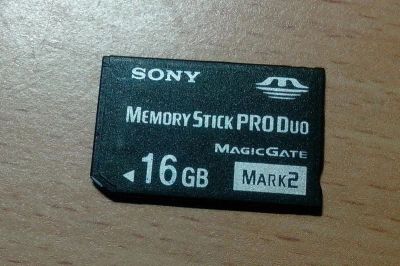 SONY
MEMORY STICK PRO DUO
MAGICGATE
16GB MARK2